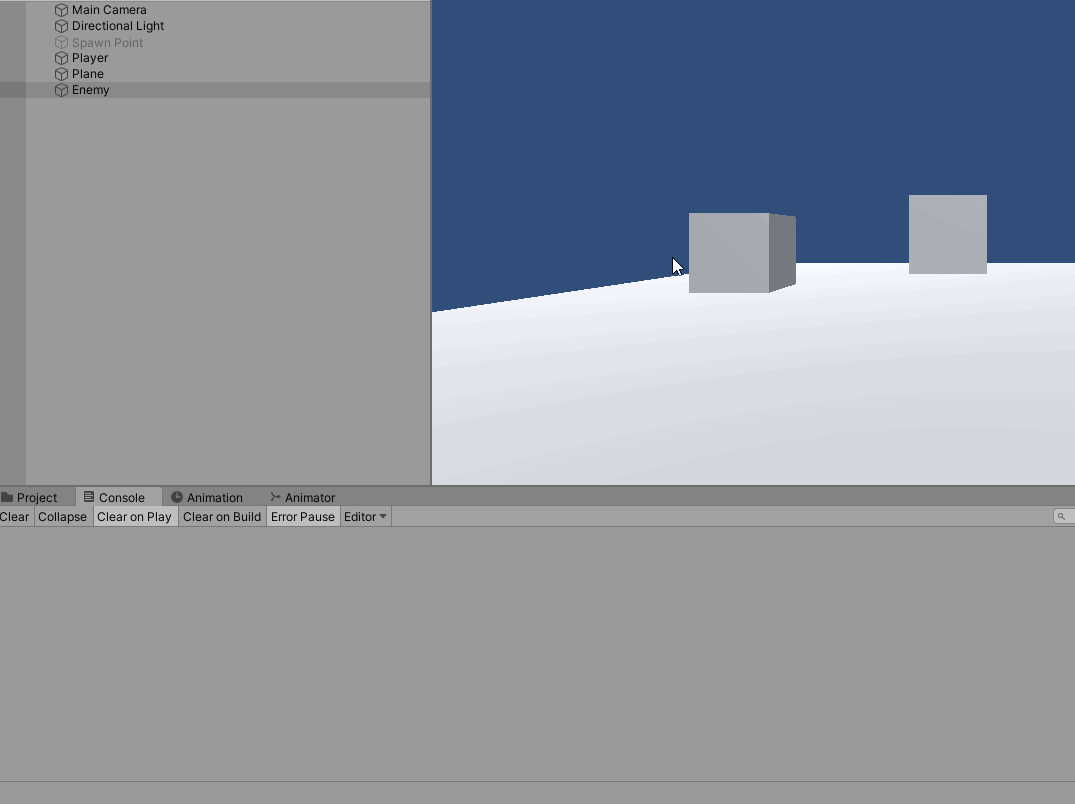 Main Camera
Directional Light
Spawn Point
Player
Plane
Enemy
Project Console Animation Animator
Clear Collapse Clear on Play Clear on Build Error Pause Editor